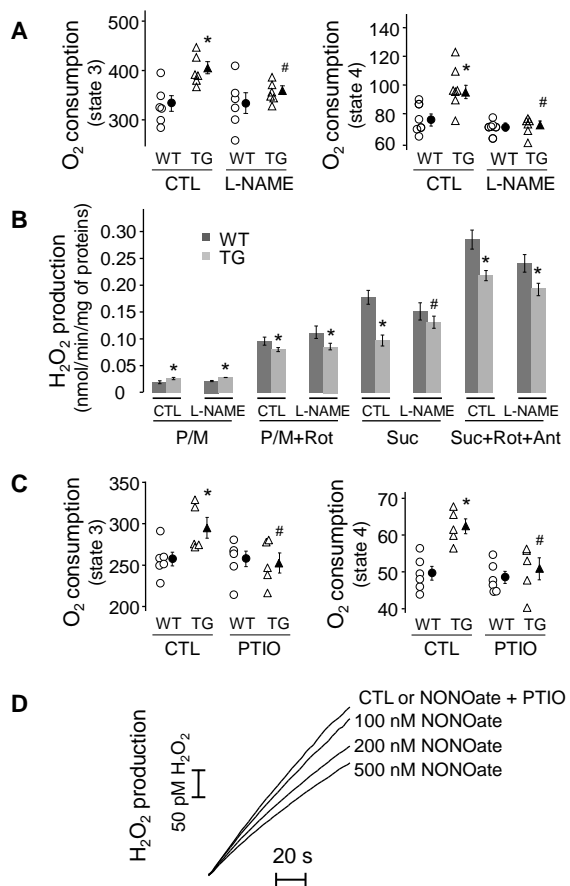 A
O₂ consumption
(state 3)
400
300
*
#
WT TG WT TG
CTL L-NAME
O₂ consumption
(state 4)
140
120
100
80
60
*
#
WT TG WT TG
CTL L-NAME
B
H₂O₂ production
(nmol/min/mg of proteins)
0.30
0.25
0.20
0.15
0.10
0.05
0
WT
TG
* * * * * # * *
CTL L-NAME CTL L-NAME CTL L-NAME CTL L-NAME
P/M P/M+Rot Suc Suc+Rot+Ant
C
O₂ consumption
(state 3)
350
300
250
200
*
#
WT TG WT TG
CTL PTIO
O₂ consumption
(state 4)
70
60
50
40
*
#
WT TG WT TG
CTL PTIO
D
H₂O₂ production
50 pM H₂O₂
CTL or NONOate + PTIO
100 nM NONOate
200 nM NONOate
500 nM NONOate
20 s